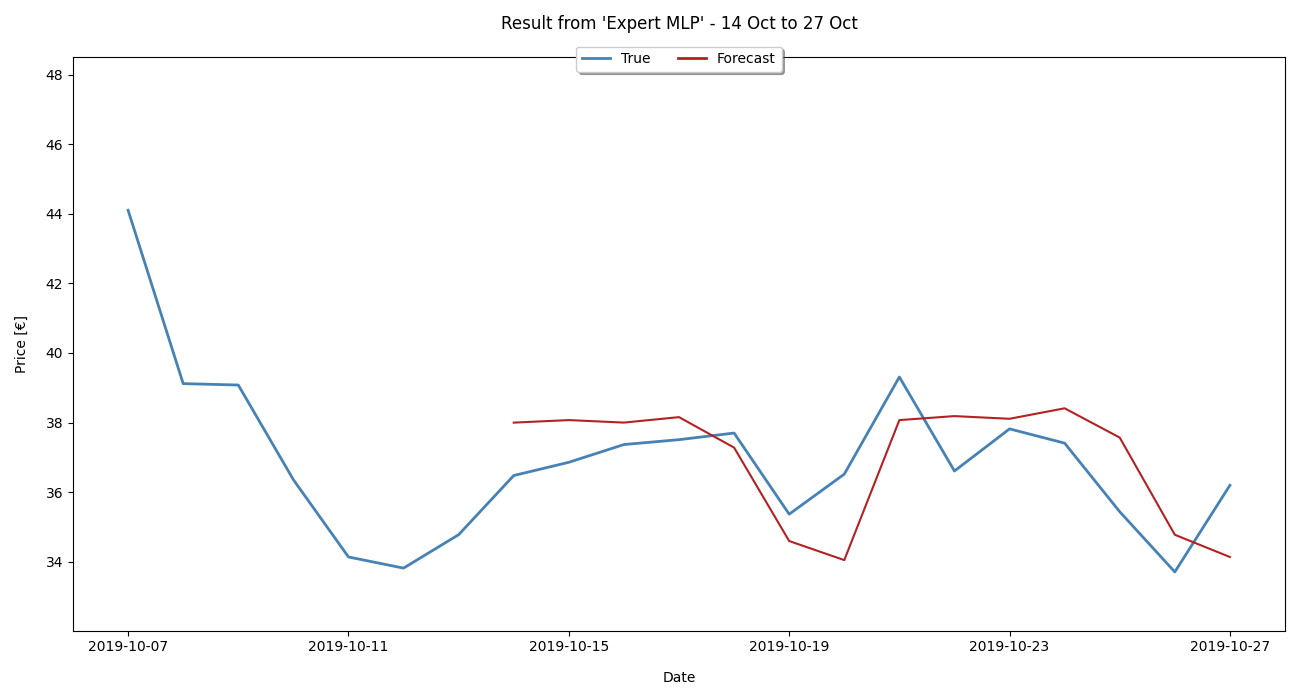 Result from 'Expert MLP' - 14 Oct to 27 Oct
True Forecast
48
46
44
42
40
38
36
34
Price [€]
2019-10-07 2019-10-11 2019-10-15 2019-10-19 2019-10-23 2019-10-27
Date